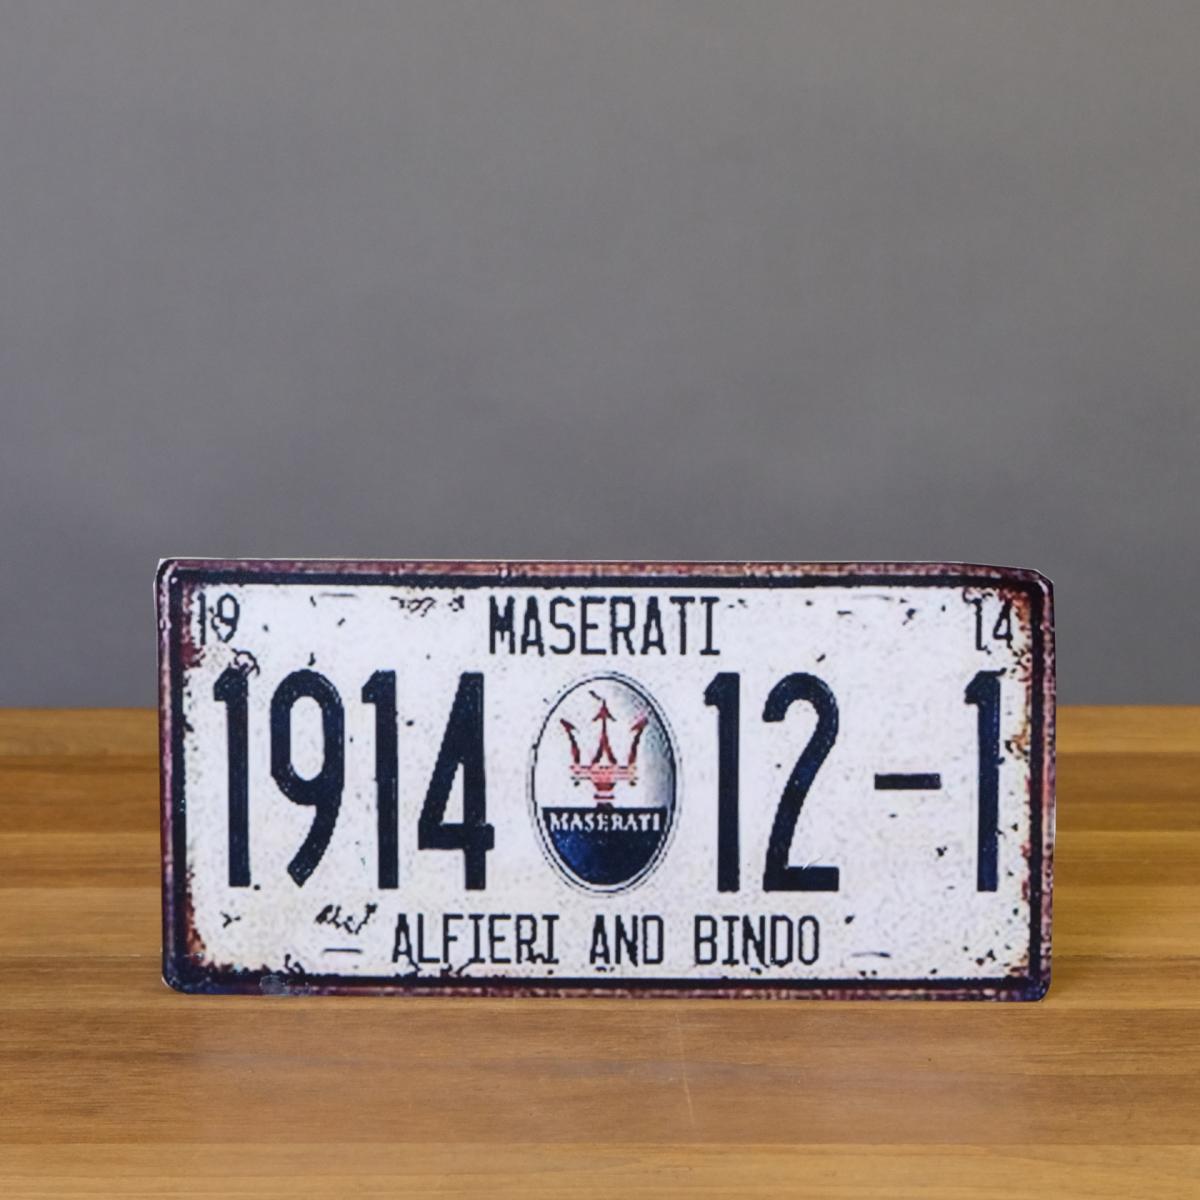 19 MASERATI 14
1914 MASERATI 12-1
ALFIERI AND BINDO